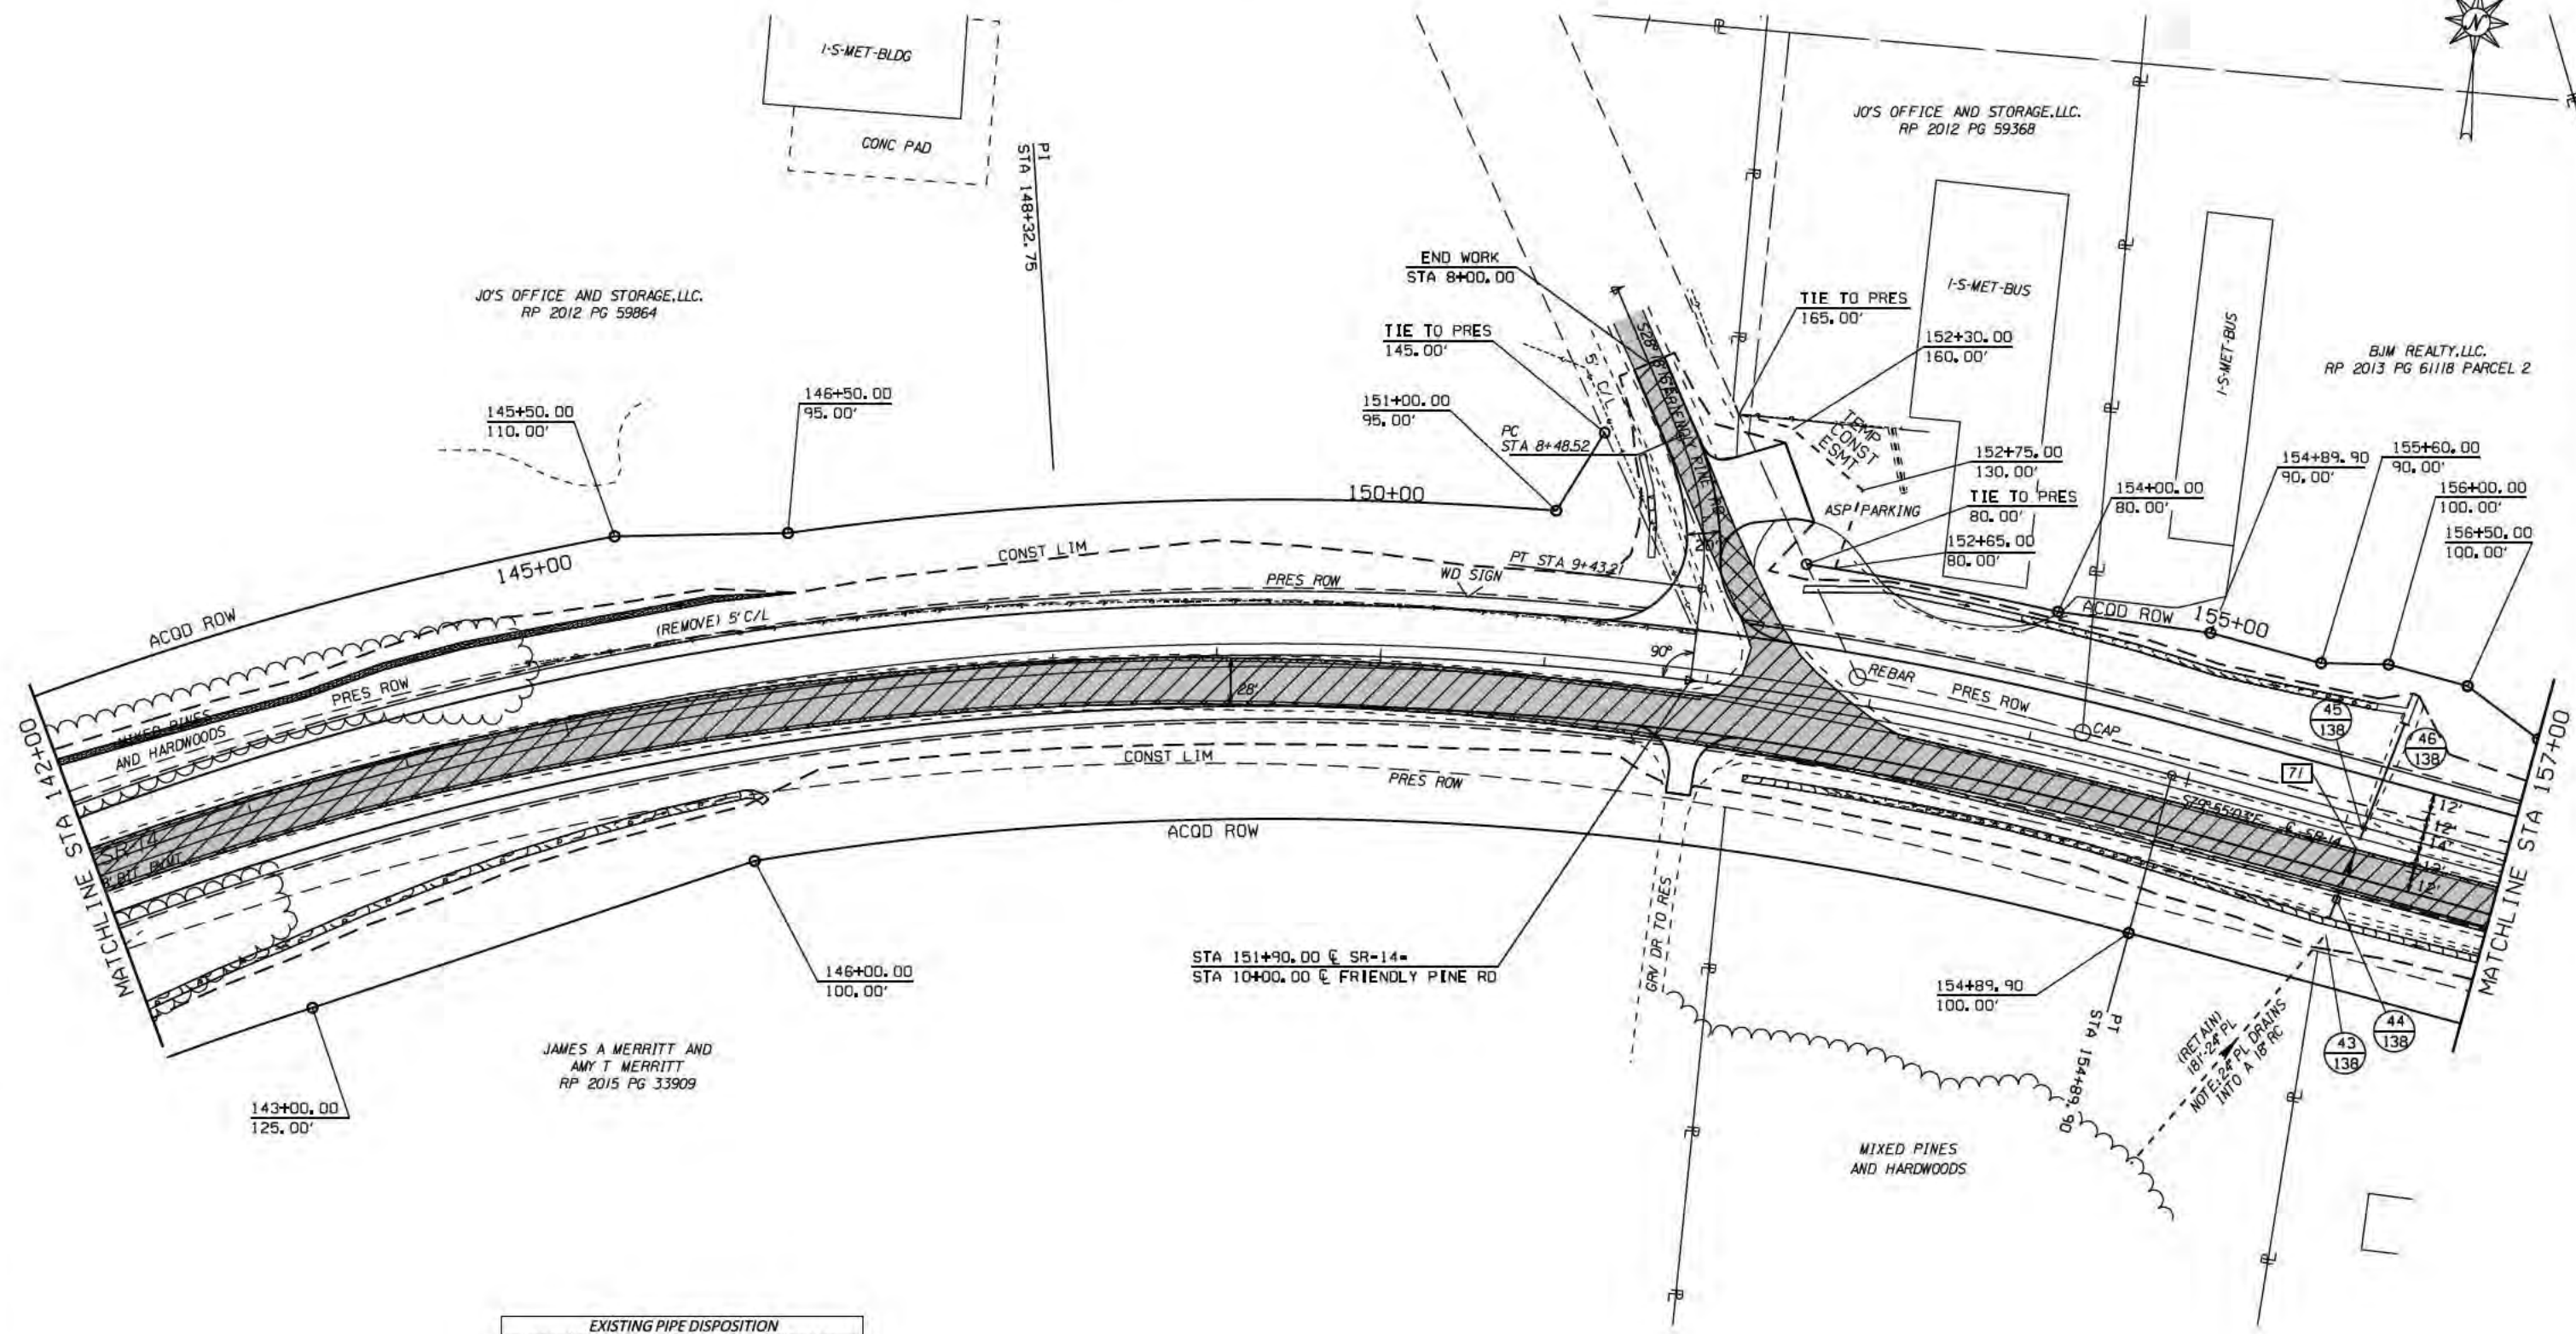 I-S-MET-BLDG
CONC PAD
PI
STA 148+32.75
N
JO'S OFFICE AND STORAGE,LLC.
RP 2012 PG 59368
JO'S OFFICE AND STORAGE,LLC.
RP 2012 PG 59864
END WORK
STA 8+00.00
TIE TO PRES
145.00'
TIE TO PRES
165.00'
152+30.00
160.00'
I-S-MET-BUS
I-S-MET-BUS
BJM REALTY,LLC.
RP 2013 PG 61118 PARCEL 2
145+50.00
110.00'
146+50.00
95.00'
151+00.00
95.00'
PC
STA 8+48.52
5' C/L
TEMP
CONST
ESMT
152+75.00
130.00'
TIE TO PRES
80.00'
152+65.00
80.00'
ASP PARKING
154+00.00
80.00'
154+89.90
90.00'
155+60.00
90.00'
156+00.00
100.00'
156+50.00
100.00'
145+00
150+00
155+00
CONST LIM
PRES ROW
WD SIGN
PT STA 9+43.21
ACQD ROW
ACQD ROW
(REMOVE) 5' C/L
PRES ROW
MIXED PINES
AND HARDWOODS
90°
28'
REBAR
PRES ROW
CAP
45
138
46
138
71
S79°55'03"E ℄ SR-14
12'
12'
14'
12'
12'
MATCHLINE STA 142+00
SR-14
BIT PVMT
CONST LIM
PRES ROW
ACQD ROW
MATCHLINE STA 157+00
STA 151+90.00 ℄ SR-14=
STA 10+00.00 ℄ FRIENDLY PINE RD
GRV DR TO RES
146+00.00
100.00'
154+89.90
100.00'
PT
STA 154+89.90
(RETAIN)
181'-24" PL
NOTE: 24" PL DRAINS
INTO A 18" RC
43
138
44
138
JAMES A MERRITT AND
AMY T MERRITT
RP 2015 PG 33909
143+00.00
125.00'
MIXED PINES
AND HARDWOODS
EXISTING PIPE DISPOSITION